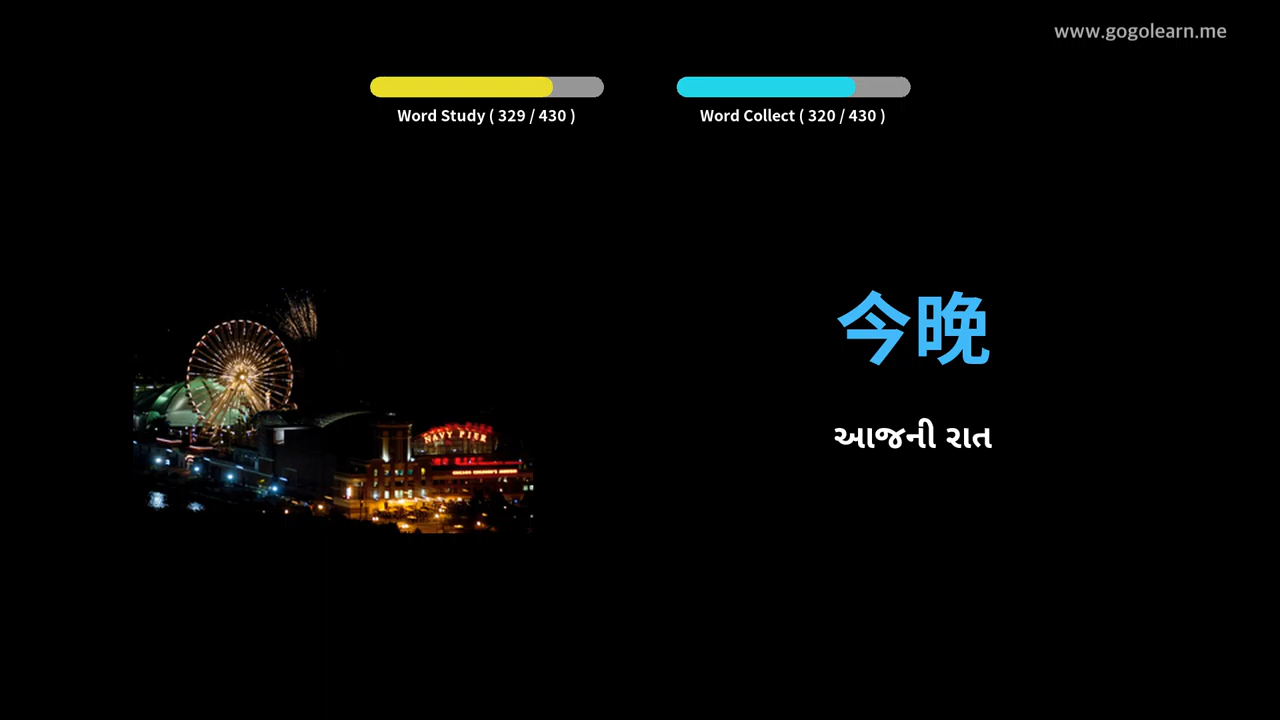 www.gogolearn.me
Word Study ( 329 / 430 )
Word Collect ( 320 / 430 )
今晚
આજની રાત
NAVY PIER